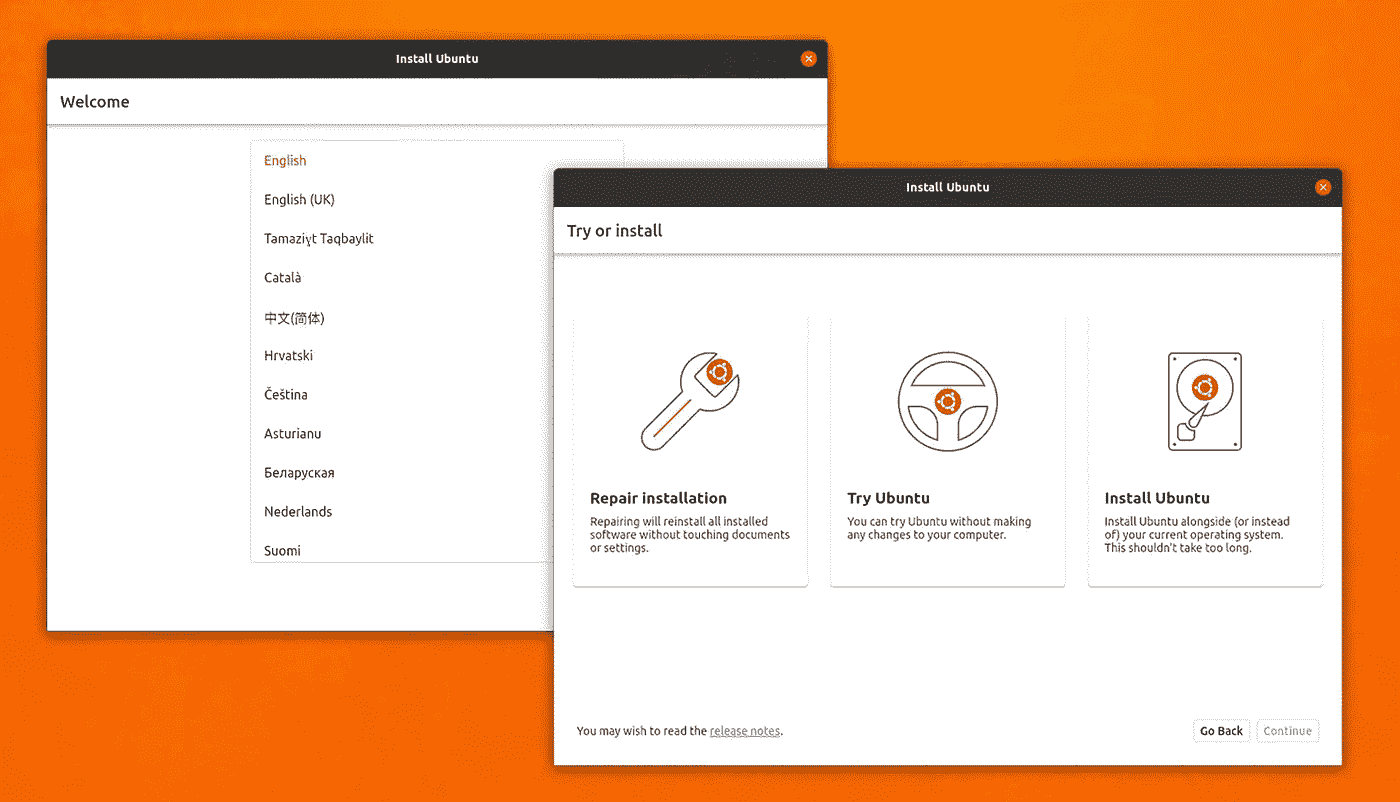 Install Ubuntu
Welcome
English
English (UK)
Tamaziɣt Taqbaylit
Català
中文(简体)
Hrvatski
Čeština
Asturianu
Беларуская
Nederlands
Suomi
Install Ubuntu
Try or install
Repair installation
Repairing will reinstall all installed
software without touching documents
or settings.
Try Ubuntu
You can try Ubuntu without making
any changes to your computer.
Install Ubuntu
Install Ubuntu alongside (or instead
of) your current operating system.
This shouldn't take too long.
You may wish to read the release notes.
Go Back
Continue